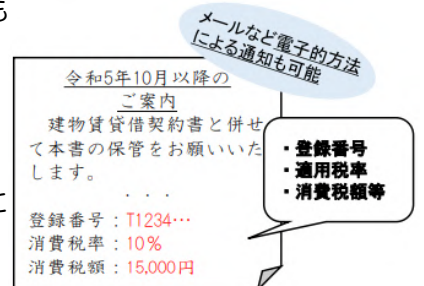 も
メールなど電子的方法
による通知も可能
令和5年10月以降の
ご案内
建物賃貸借契約書と併せ
て本書の保管をお願いいた
します。
・・・
登録番号：T1234…
消費税率：10％
消費税額：15,000円
・登録番号
・適用税率
・消費税額等
と